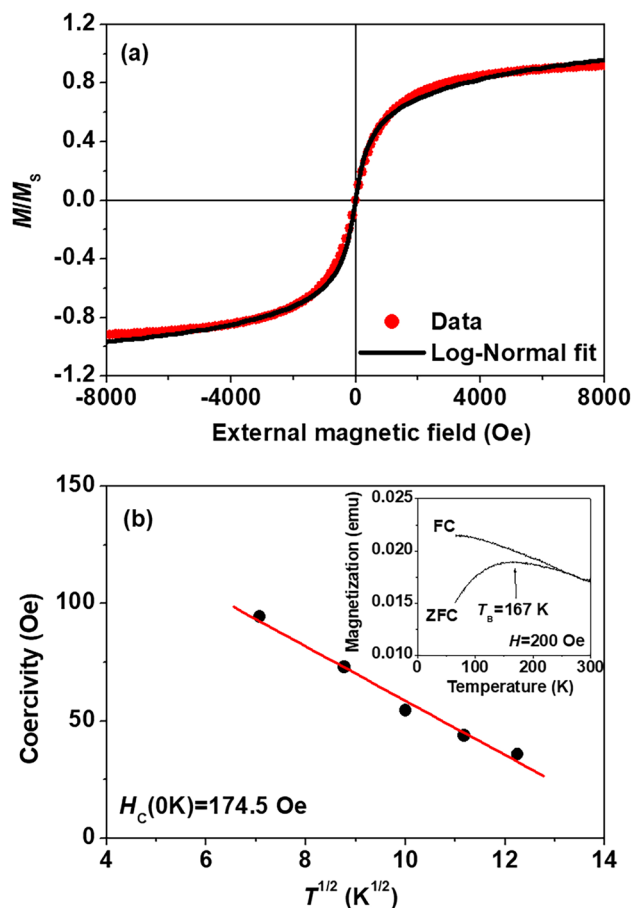 (a)
M/Ms
1.2
0.8
0.4
0.0
-0.4
-0.8
-1.2
Data
Log-Normal fit
-8000 -4000 0 4000 8000
External magnetic field (Oe)
(b)
Coercivity (Oe)
150
100
50
0
Magnetization (emu)
0.025
0.020
0.015
0.010
FC
ZFC
TB=167 K
H=200 Oe
0 100 200 300
Temperature (K)
HC(0K)=174.5 Oe
4 6 8 10 12 14
T1/2 (K1/2)